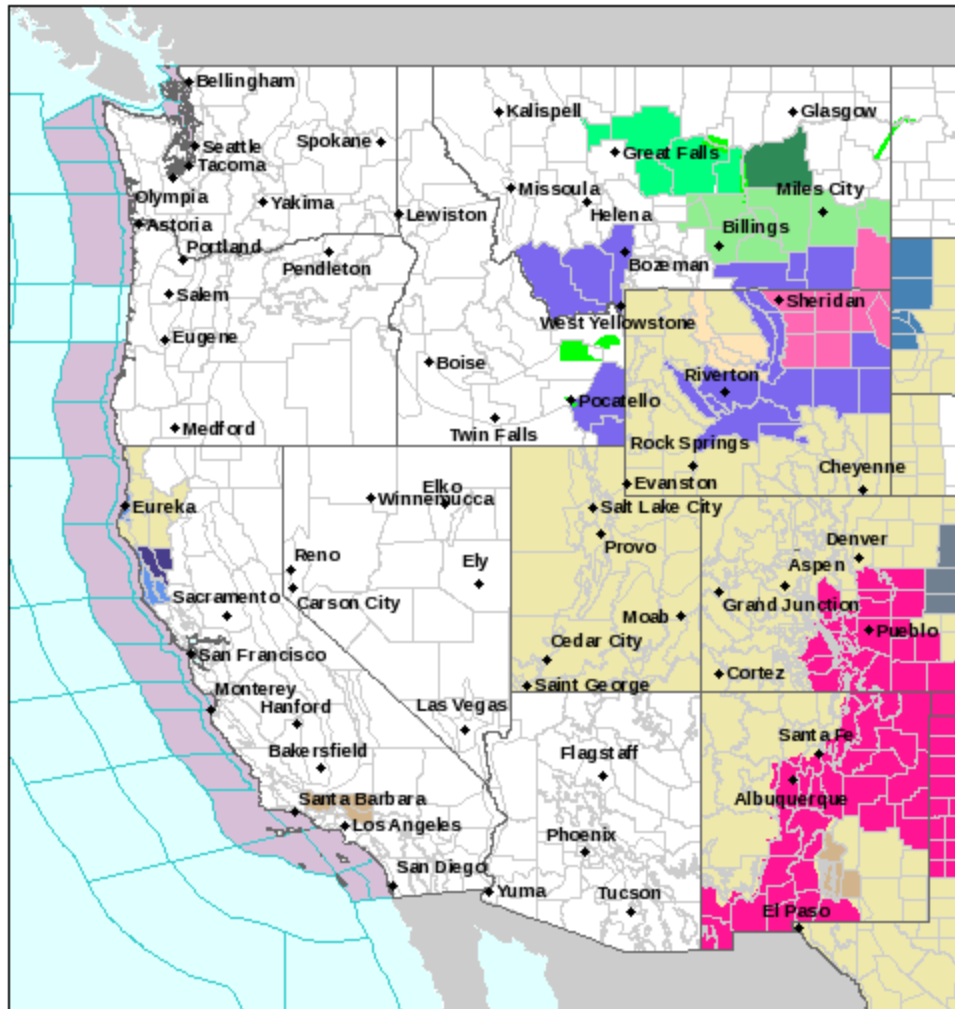 Bellingham
Kalispell
Glasgow
Seattle
Spokane
Great Falls
Tacoma
Olympia
Missoula
Miles City
Yakima
Lewiston
Helena
Astoria
Billings
Portland
Pendleton
Bozeman
Salem
Sheridan
West Yellowstone
Eugene
Boise
Riverton
Pocatello
Medford
Twin Falls
Rock Springs
Cheyenne
Elko
Evanston
Winnemucca
Eureka
Salt Lake City
Provo
Denver
Reno
Ely
Aspen
Sacramento
Carson City
Grand Junction
Moab
Pueblo
San Francisco
Cedar City
Cortez
Saint George
Monterey
Hanford
Las Vegas
Santa Fe
Bakersfield
Flagstaff
Santa Barbara
Albuquerque
Los Angeles
Phoenix
San Diego
Yuma
Tucson
El Paso